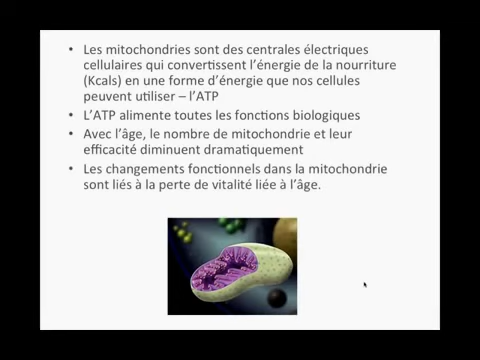 • Les mitochondries sont des centrales électriques
cellulaires qui convertissent l’énergie de la nourriture
(Kcals) en une forme d’énergie que nos cellules
peuvent utiliser – l’ATP
• L’ATP alimente toutes les fonctions biologiques
• Avec l’âge, le nombre de mitochondrie et leur
efficacité diminuent dramatiquement
• Les changements fonctionnels dans la mitochondrie
sont liés à la perte de vitalité liée à l’âge.